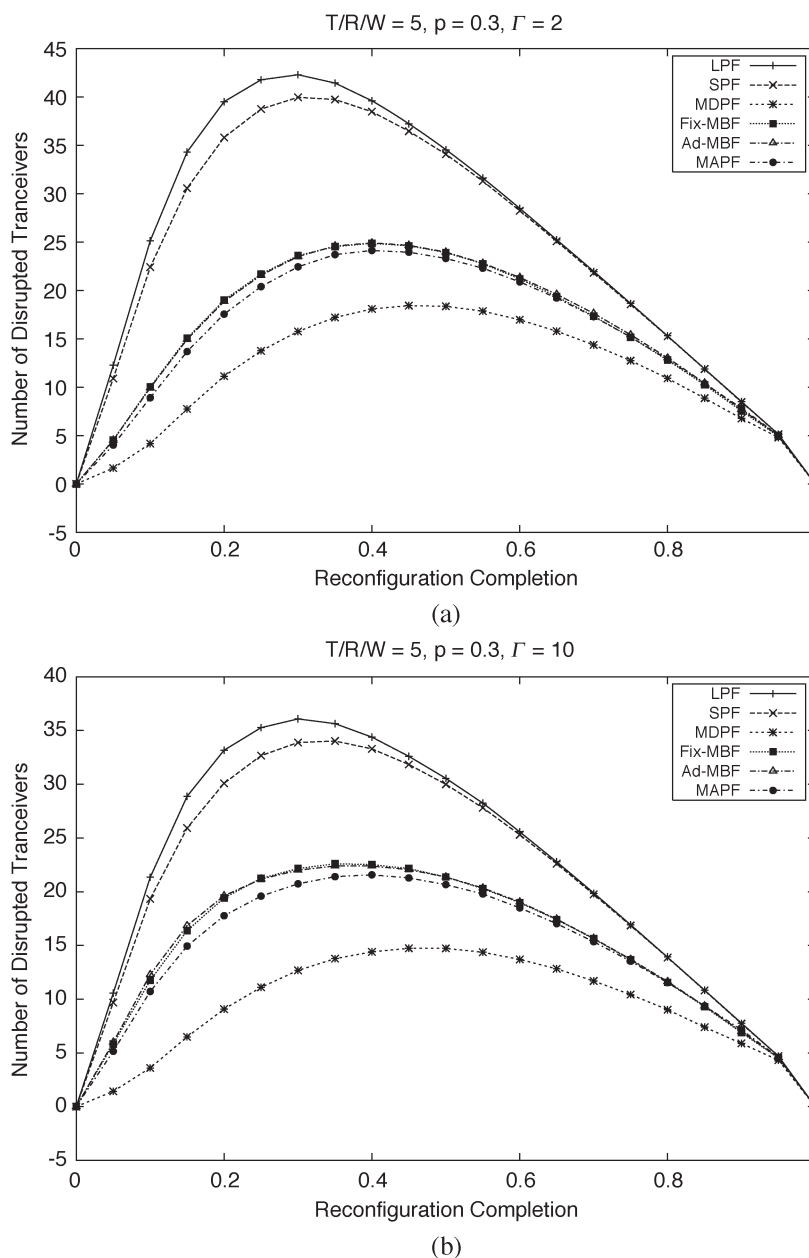 T/R/W = 5, p = 0.3, Γ = 2
45
40
35
30
25
20
15
10
5
0
-5
Number of Disrupted Tranceivers
LPF
SPF
MDPF
Fix-MBF
Ad-MBF
MAPF
0 0.2 0.4 0.6 0.8
Reconfiguration Completion
(a)
T/R/W = 5, p = 0.3, Γ = 10
40
35
30
25
20
15
10
5
0
-5
Number of Disrupted Tranceivers
LPF
SPF
MDPF
Fix-MBF
Ad-MBF
MAPF
0 0.2 0.4 0.6 0.8
Reconfiguration Completion
(b)